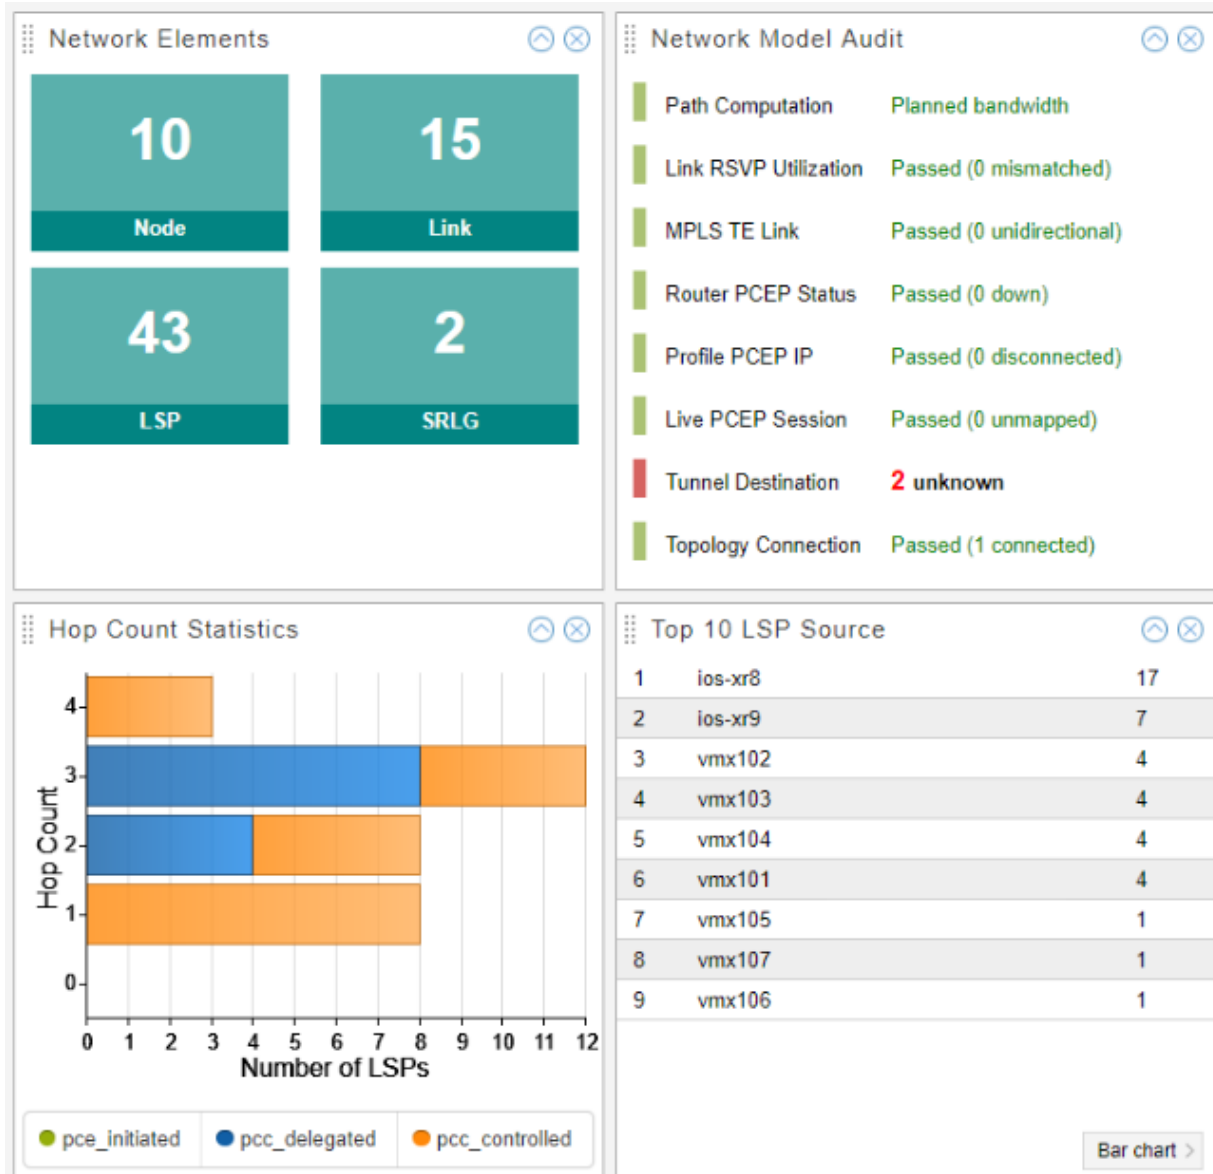 Network Elements
10
Node
15
Link
43
LSP
2
SRLG
Network Model Audit
Path Computation Planned bandwidth
Link RSVP Utilization Passed (0 mismatched)
MPLS TE Link Passed (0 unidirectional)
Router PCEP Status Passed (0 down)
Profile PCEP IP Passed (0 disconnected)
Live PCEP Session Passed (0 unmapped)
Tunnel Destination 2 unknown
Topology Connection Passed (1 connected)
Hop Count Statistics
Hop Count
4
3
2
1
0
0 1 2 3 4 5 6 7 8 9 10 11 12
Number of LSPs
pce_initiated pcc_delegated pcc_controlled
Top 10 LSP Source
1 ios-xr8 17
2 ios-xr9 7
3 vmx102 4
4 vmx103 4
5 vmx104 4
6 vmx101 4
7 vmx105 1
8 vmx107 1
9 vmx106 1
Bar chart